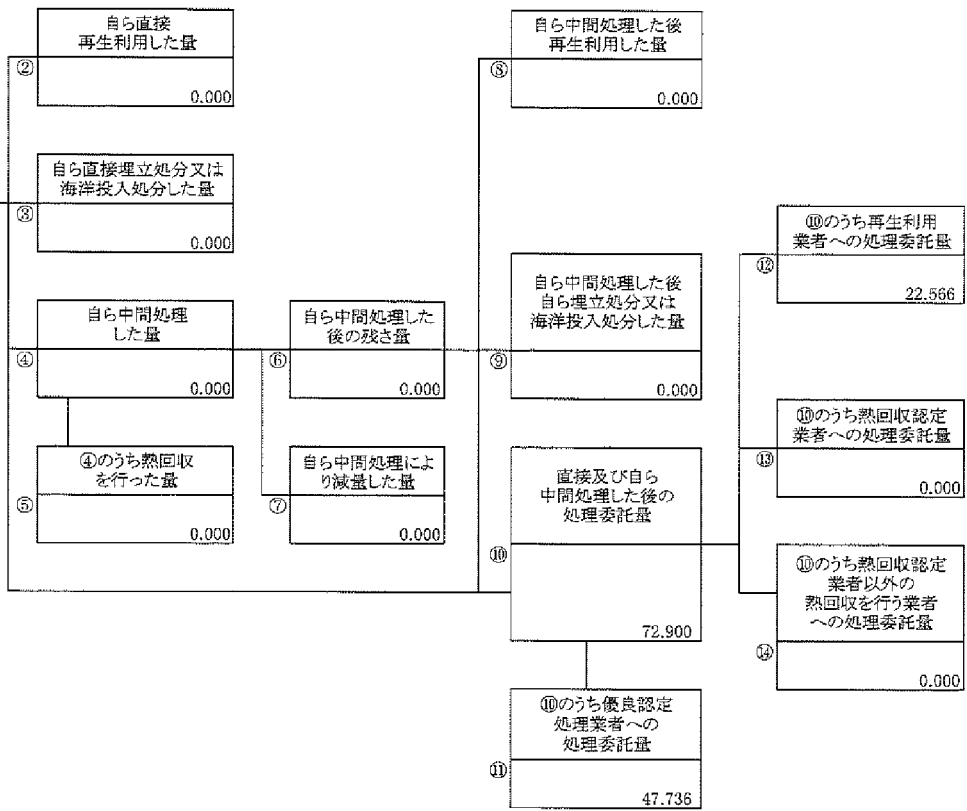 自ら直接
再生利用した量
②
0.000
自ら中間処理した後
再生利用した量
⑧
0.000
自ら直接埋立処分又は
海洋投入処分した量
③
0.000
⑩のうち再生利用
業者への処理委託量
⑫
22.566
自ら中間処理
した量
④
0.000
自ら中間処理した
後の残さ量
⑥
0.000
自ら中間処理した後
自ら埋立処分又は
海洋投入処分した量
⑨
0.000
⑩のうち熱回収認定
業者への処理委託量
⑬
0.000
④のうち熱回収
を行った量
⑤
0.000
自ら中間処理によ
り減量した量
⑦
0.000
直接及び自ら
中間処理した後の
処理委託量
⑩
72.900
⑩のうち熱回収認定
業者以外の
熱回収を行う業者
への処理委託量
⑭
0.000
⑩のうち優良認定
処理業者への
処理委託量
⑪
47.736